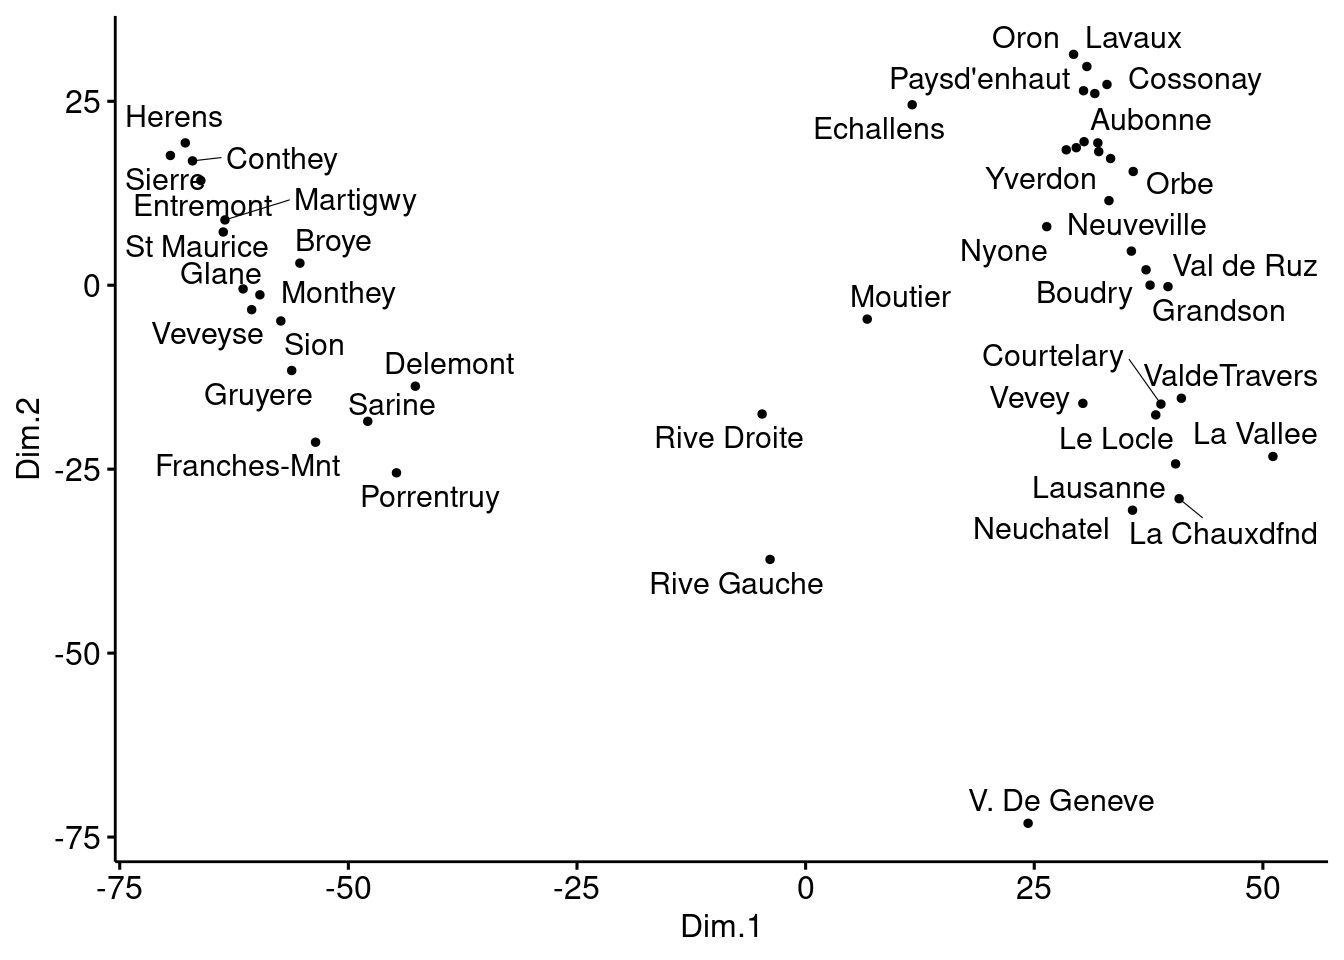 Oron Lavaux
Paysd'enhaut Cossonay
25
Herens
Aubonne
Echallens
Conthey
Sierre
Yverdon
Orbe
Entremont
Martigwy
Neuveville
St Maurice
Broye
Nyone
Val de Ruz
Glane
0
Monthey
Moutier
Boudry
Grandson
Veveyse
Sion
Courtelary
Delemont
ValdeTravers
Gruyere
Sarine
Vevey
Dim.2
Rive Droite
Le Locle
La Vallee
Franches-Mnt
-25
Lausanne
Porrentruy
Neuchatel
La Chauxdfnd
Rive Gauche
-50
V. De Geneve
-75
-75 -50 -25 0 25 50
Dim.1